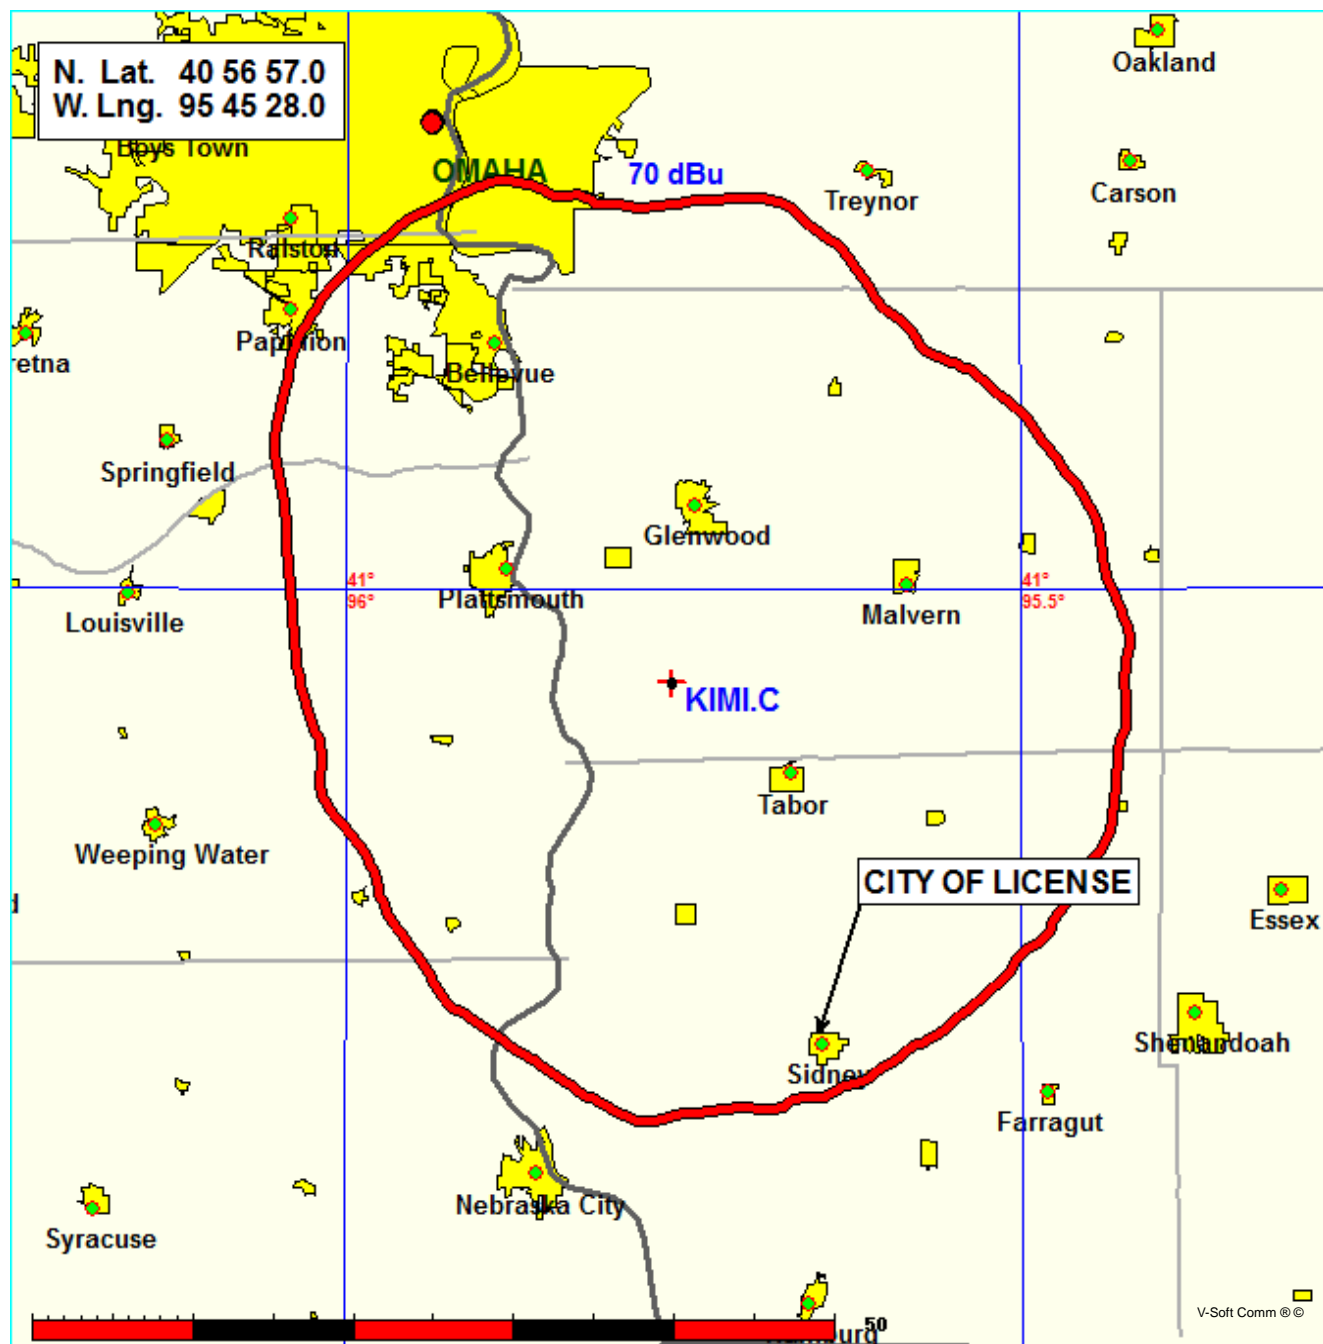 N. Lat. 40 56 57.0
W. Lng. 95 45 28.0
Oakland
Boys Town
OMAHA
70 dBu
Treynor
Carson
Ralston
Papillion
retna
Bellevue
Springfield
Glenwood
41°
96°
41°
95.5°
Plattsmouth
Louisville
Malvern
KIMI.C
Tabor
Weeping Water
CITY OF LICENSE
d
Essex
Shenandoah
Sidney
Farragut
Nebraska City
Syracuse
50
V-Soft Comm ® ©